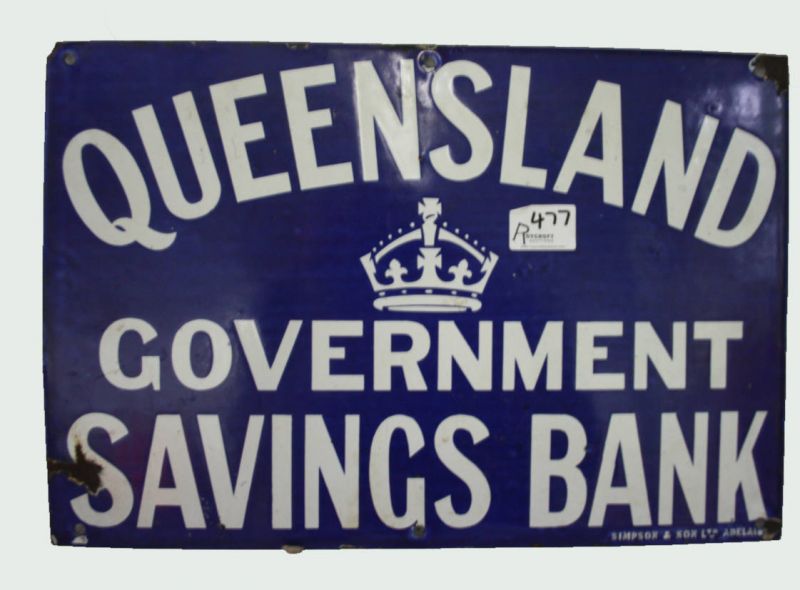 QUEENSLAND
477
GOVERNMENT
SAVINGS BANK
SIMPSON & SON LTD ADELAIDE